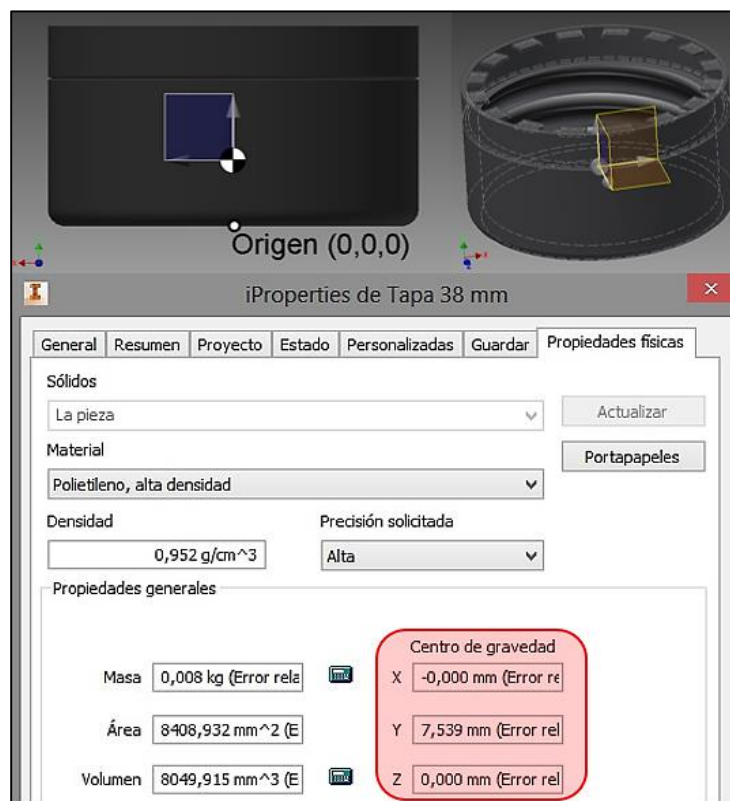 Origen (0,0,0)
iProperties de Tapa 38 mm
General Resumen Proyecto Estado Personalizadas Guardar Propiedades físicas
Sólidos
La pieza Actualizar
Material Portapapeles
Polietileno, alta densidad
Densidad Precisión solicitada
0,952 g/cm^3 Alta
Propiedades generales
Centro de gravedad
Masa 0,008 kg (Error rela X -0,000 mm (Error re
Área 8408,932 mm^2 (E Y 7,539 mm (Error rel
Volumen 8049,915 mm^3 (E Z 0,000 mm (Error rel